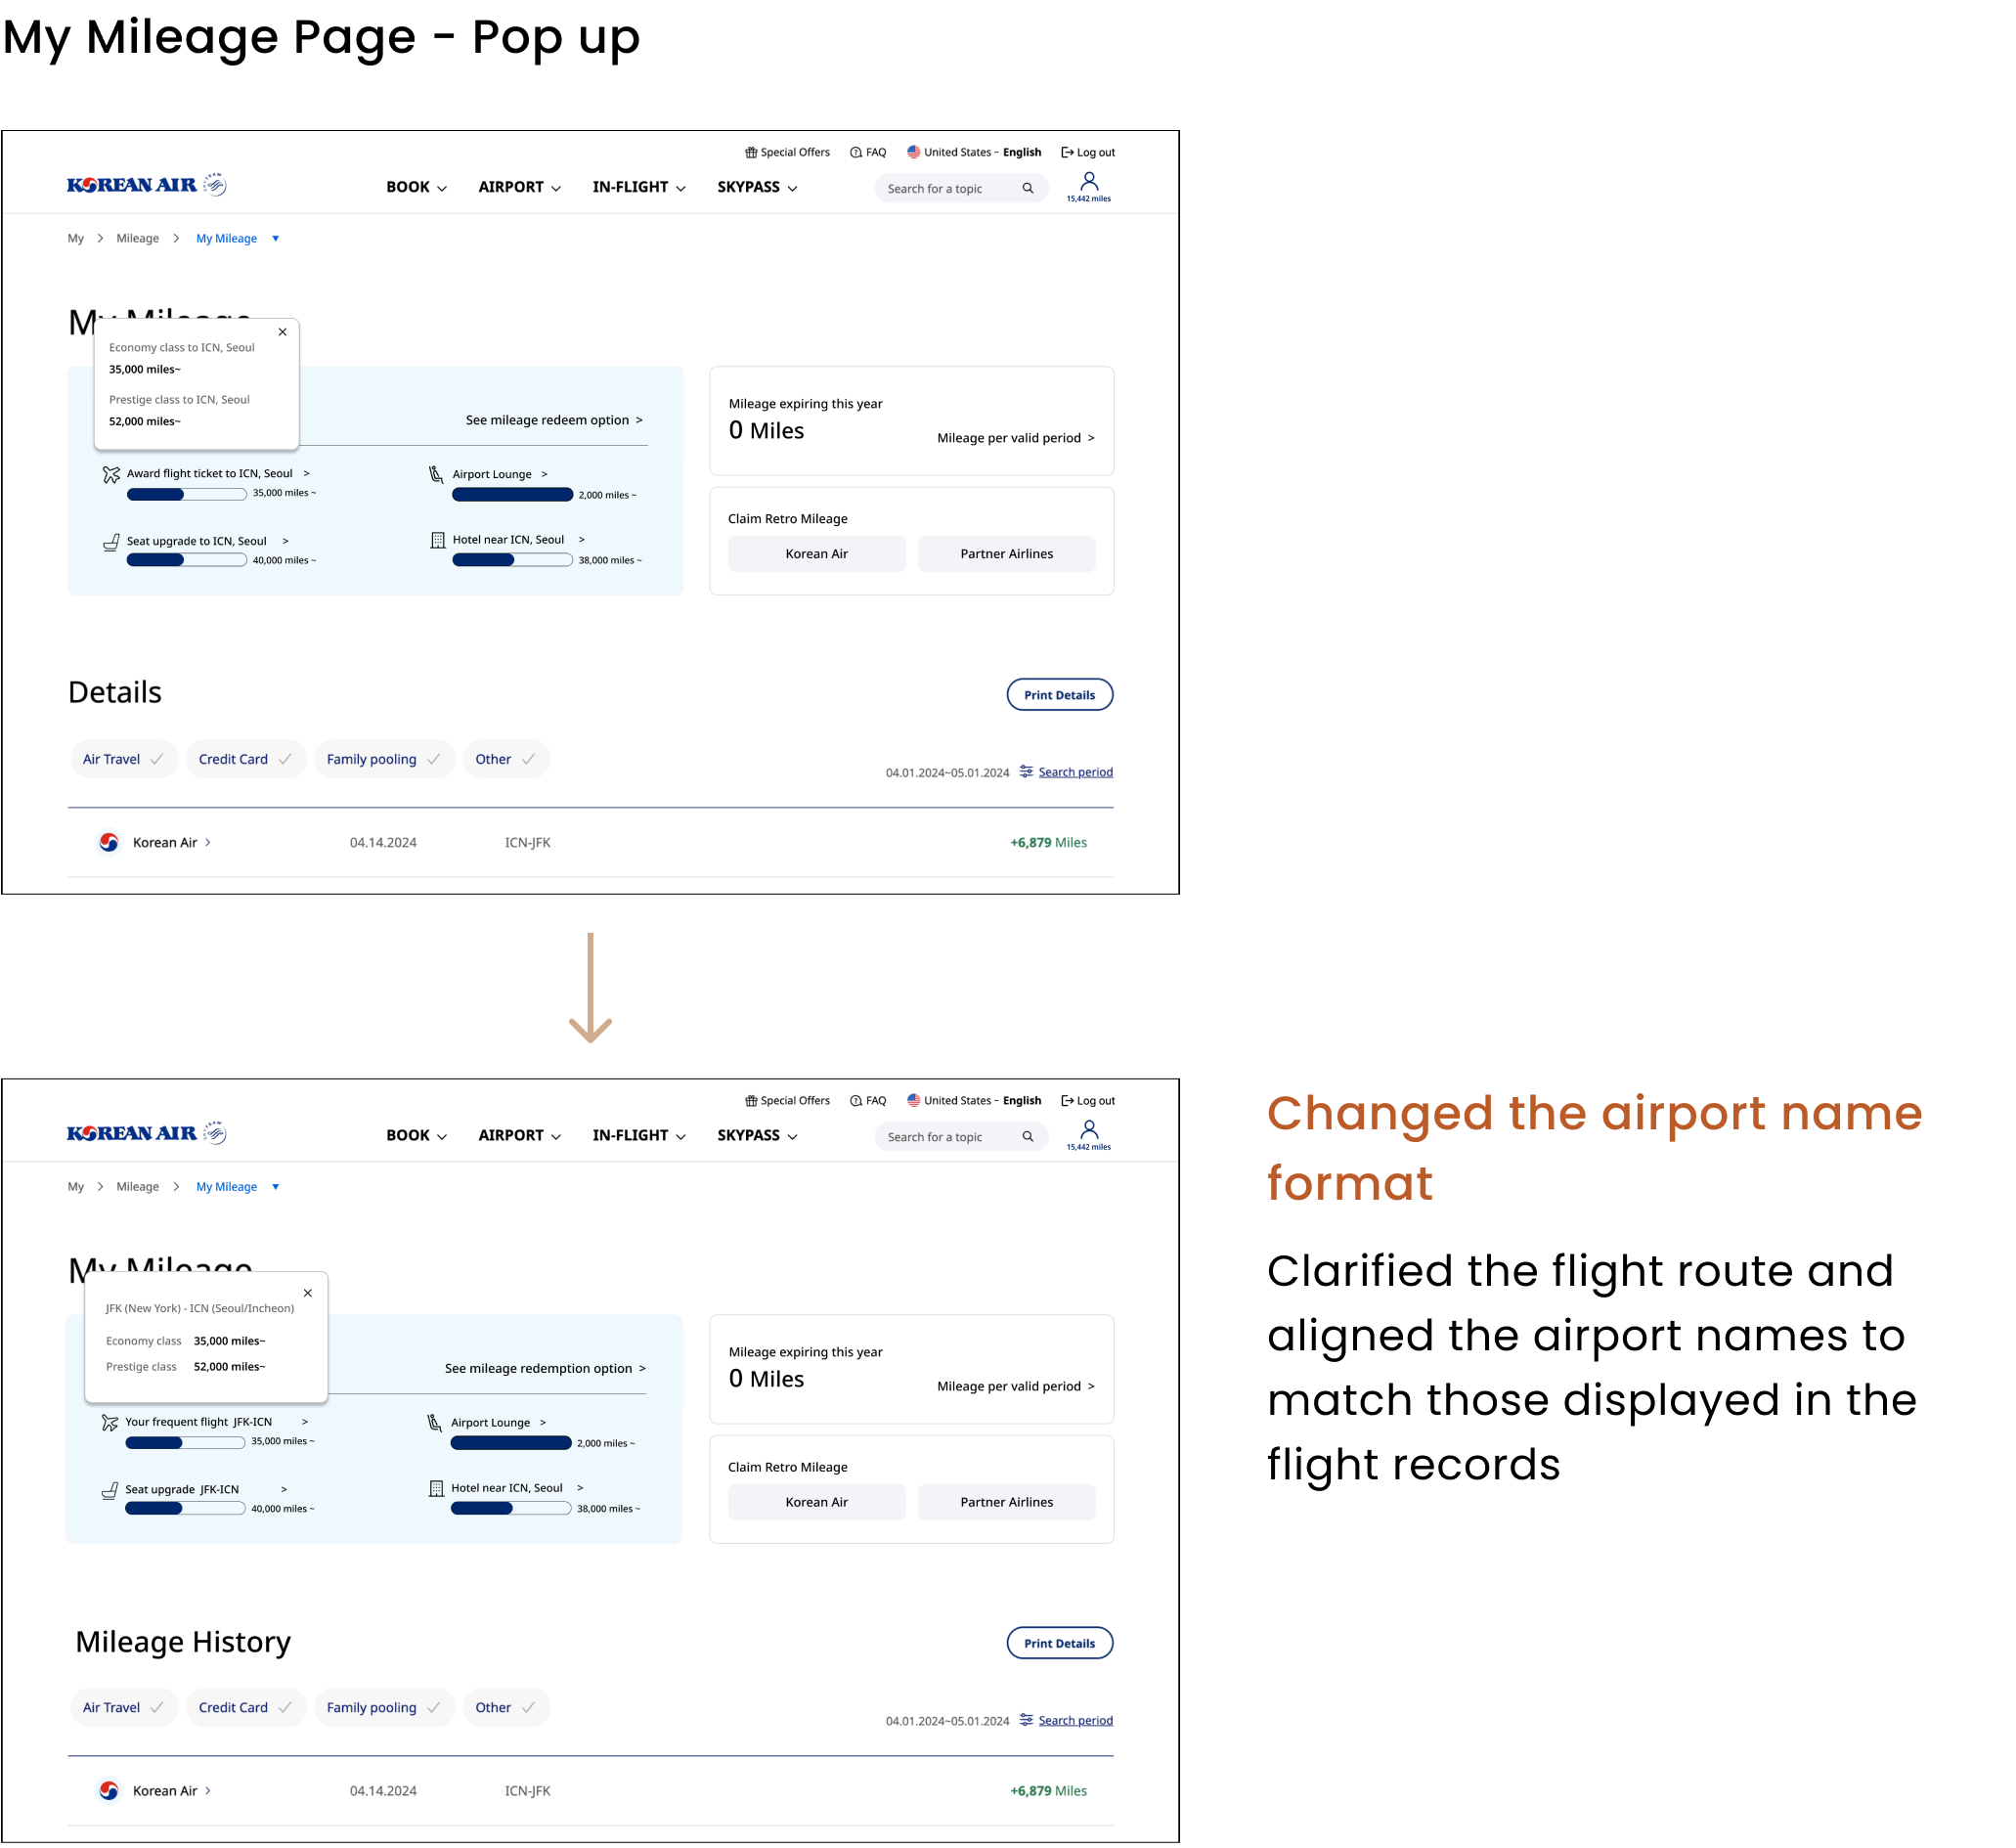 My Mileage Page - Pop up
Special Offers FAQ United States - English Log out
KOREAN AIR BOOK AIRPORT IN-FLIGHT SKYPASS Search for a topic
15,442 miles
My > Mileage > My Mileage
My Mileage
Economy class to ICN, Seoul
35,000 miles~
Prestige class to ICN, Seoul
52,000 miles~
See mileage redeem option >
Award flight ticket to ICN, Seoul >
35,000 miles ~
Airport Lounge >
2,000 miles ~
Seat upgrade to ICN, Seoul >
40,000 miles ~
Hotel near ICN, Seoul >
38,000 miles ~
Mileage expiring this year
0 Miles
Mileage per valid period >
Claim Retro Mileage
Korean Air Partner Airlines
Details
Print Details
Air Travel Credit Card Family pooling Other
04.01.2024~05.01.2024 Search period
Korean Air > 04.14.2024 ICN-JFK +6,879 Miles
Special Offers FAQ United States - English Log out
KOREAN AIR BOOK AIRPORT IN-FLIGHT SKYPASS Search for a topic
15,442 miles
My > Mileage > My Mileage
My Mileage
JFK (New York) - ICN (Seoul/Incheon)
Economy class 35,000 miles~
Prestige class 52,000 miles~
See mileage redemption option >
Your frequent flight JFK-ICN >
35,000 miles ~
Airport Lounge >
2,000 miles ~
Seat upgrade JFK-ICN >
40,000 miles ~
Hotel near ICN, Seoul >
38,000 miles ~
Mileage expiring this year
0 Miles
Mileage per valid period >
Claim Retro Mileage
Korean Air Partner Airlines
Mileage History
Print Details
Air Travel Credit Card Family pooling Other
04.01.2024~05.01.2024 Search period
Korean Air > 04.14.2024 ICN-JFK +6,879 Miles
Changed the airport name
format
Clarified the flight route and
aligned the airport names to
match those displayed in the
flight records